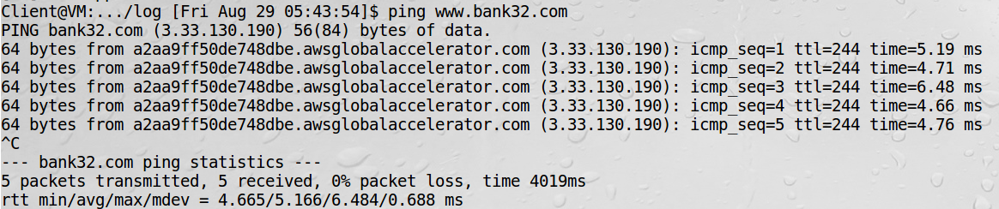 Client@VM:.../log [Fri Aug 29 05:43:54]$ ping www.bank32.com
PING bank32.com (3.33.130.190) 56(84) bytes of data.
64 bytes from a2aa9ff50de748dbe.awsglobalaccelerator.com (3.33.130.190): icmp_seq=1 ttl=244 time=5.19 ms
64 bytes from a2aa9ff50de748dbe.awsglobalaccelerator.com (3.33.130.190): icmp_seq=2 ttl=244 time=4.71 ms
64 bytes from a2aa9ff50de748dbe.awsglobalaccelerator.com (3.33.130.190): icmp_seq=3 ttl=244 time=6.48 ms
64 bytes from a2aa9ff50de748dbe.awsglobalaccelerator.com (3.33.130.190): icmp_seq=4 ttl=244 time=4.66 ms
64 bytes from a2aa9ff50de748dbe.awsglobalaccelerator.com (3.33.130.190): icmp_seq=5 ttl=244 time=4.76 ms
^C
--- bank32.com ping statistics ---
5 packets transmitted, 5 received, 0% packet loss, time 4019ms
rtt min/avg/max/mdev = 4.665/5.166/6.484/0.688 ms